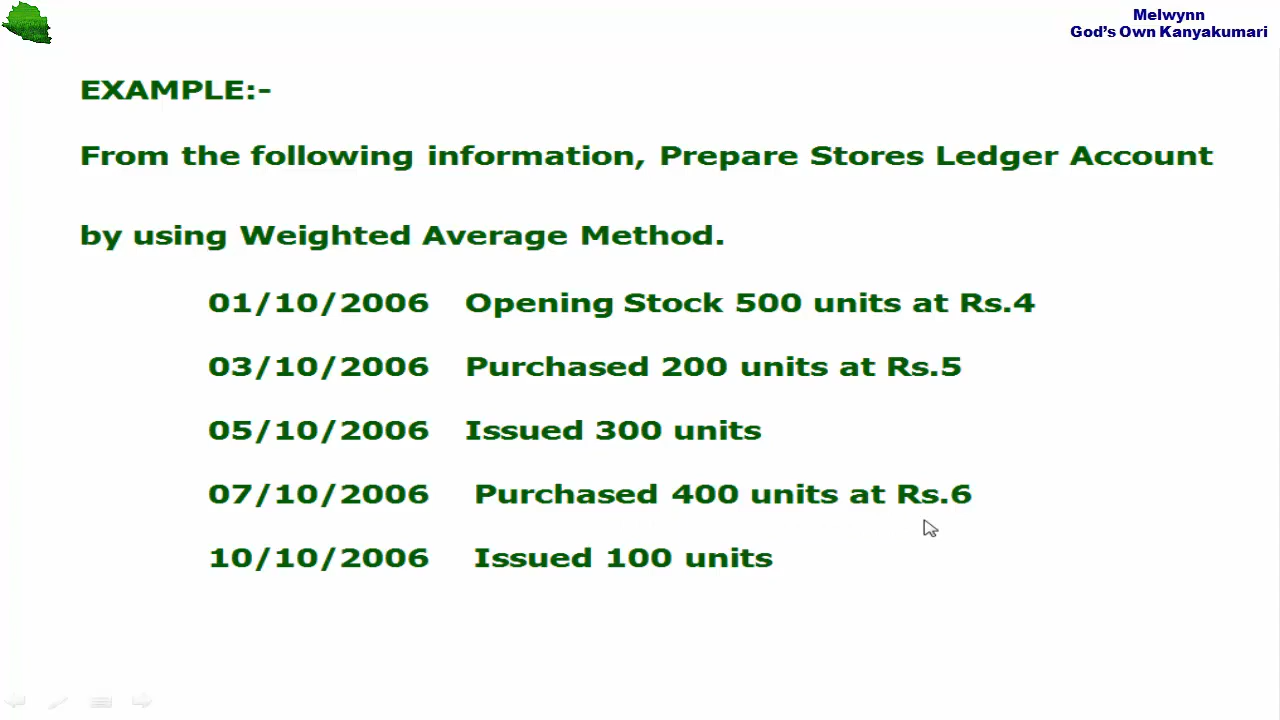 Melwynn
God's Own Kanyakumari
EXAMPLE:-
From the following information, Prepare Stores Ledger Account
by using Weighted Average Method.
01/10/2006 Opening Stock 500 units at Rs.4
03/10/2006 Purchased 200 units at Rs.5
05/10/2006 Issued 300 units
07/10/2006 Purchased 400 units at Rs.6
10/10/2006 Issued 100 units